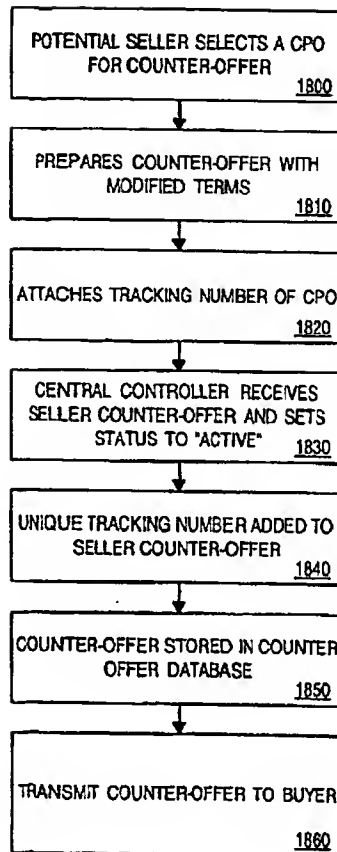 POTENTIAL SELLER SELECTS A CPO
FOR COUNTER-OFFER
1800
PREPARES COUNTER-OFFER WITH
MODIFIED TERMS
1810
ATTACHES TRACKING NUMBER OF CPO
1820
CENTRAL CONTROLLER RECEIVES
SELLER COUNTER-OFFER AND SETS
STATUS TO "ACTIVE"
1830
UNIQUE TRACKING NUMBER ADDED TO
SELLER COUNTER-OFFER
1840
COUNTER-OFFER STORED IN COUNTER
OFFER DATABASE
1850
TRANSMIT COUNTER-OFFER TO BUYER
1860